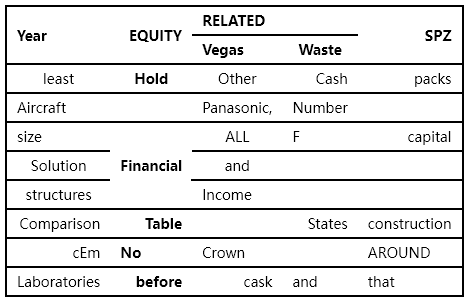 Year EQUITY RELATED SPZ
Vegas Waste
least Hold Other Cash packs
Aircraft Panasonic, Number
size ALL F capital
Solution Financial and
structures Income
Comparison Table States construction
cEm No Crown AROUND
Laboratories before cask and that